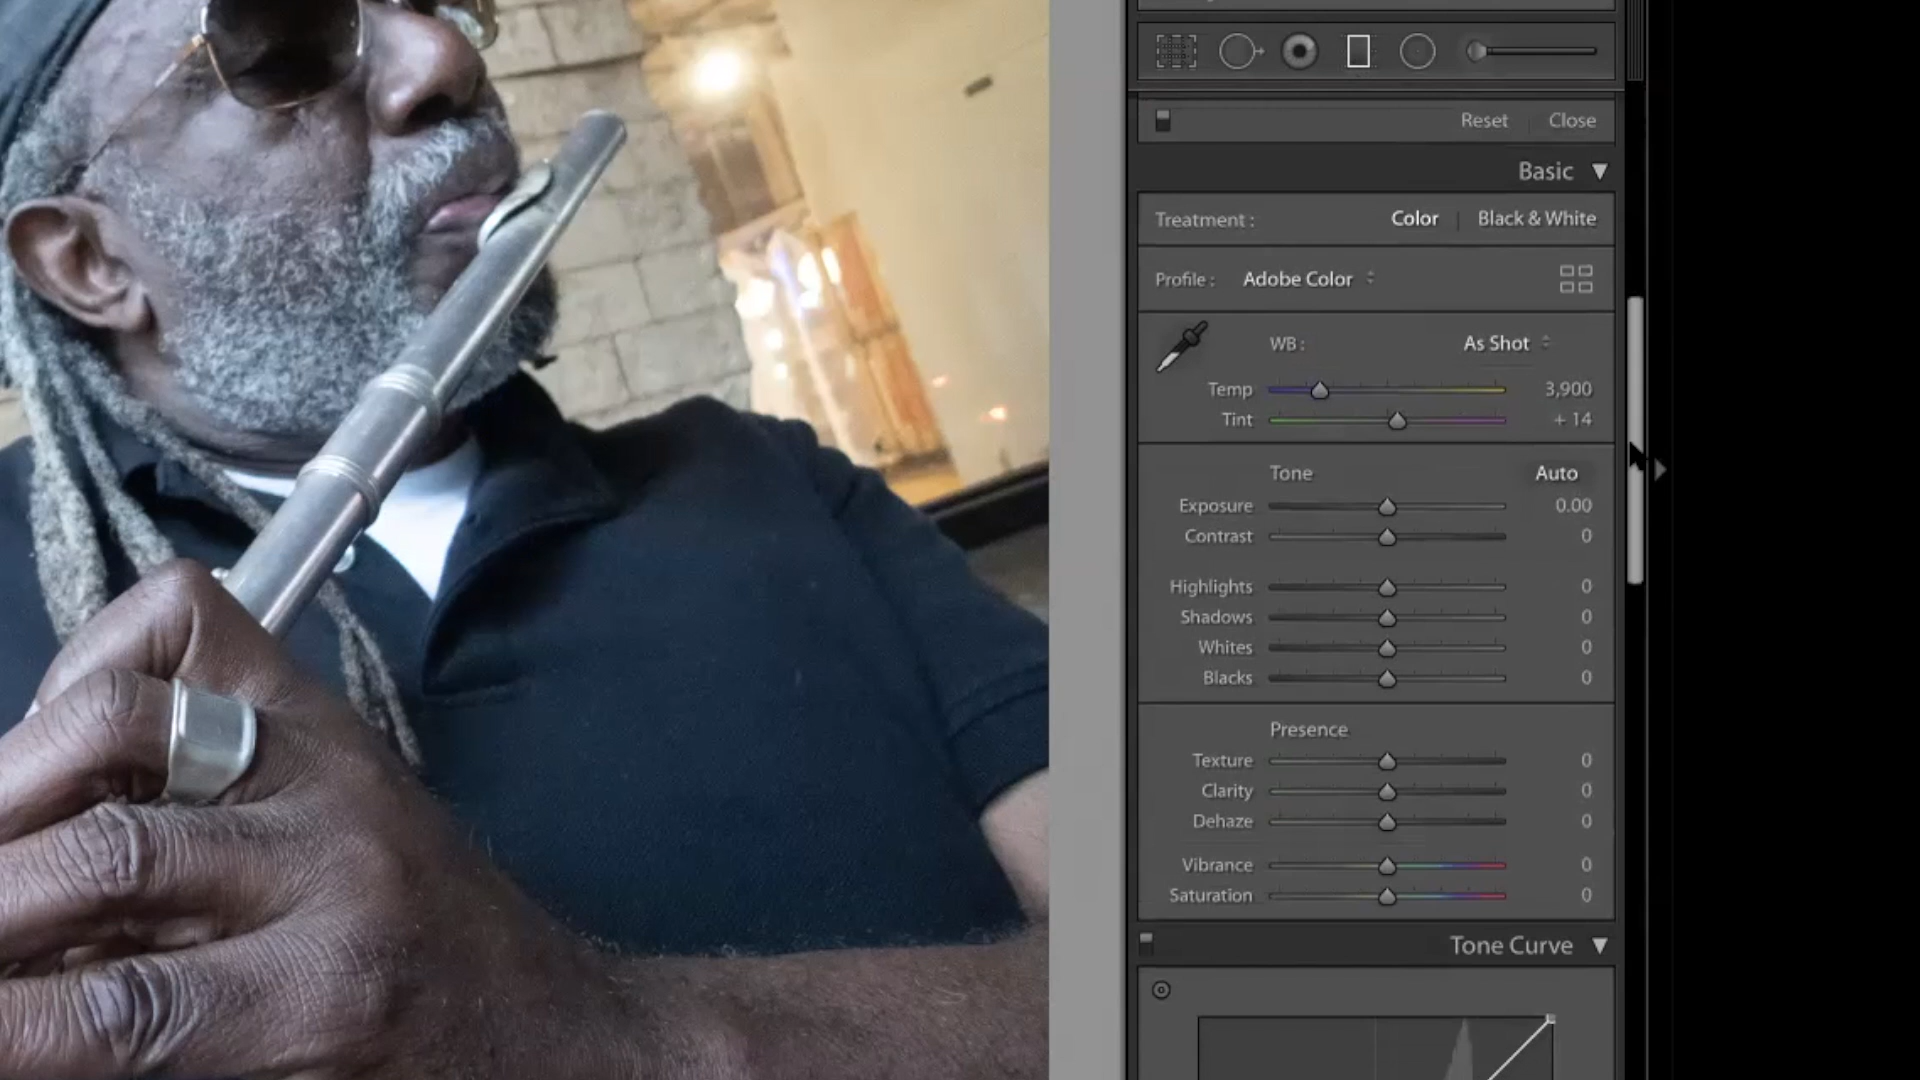 Reset Close
Basic
Treatment : Color Black & White
Profile : Adobe Color
WB : As Shot
Temp 3,900
Tint + 14
Tone Auto
Exposure 0.00
Contrast 0
Highlights 0
Shadows 0
Whites 0
Blacks 0
Presence
Texture 0
Clarity 0
Dehaze 0
Vibrance 0
Saturation 0
Tone Curve